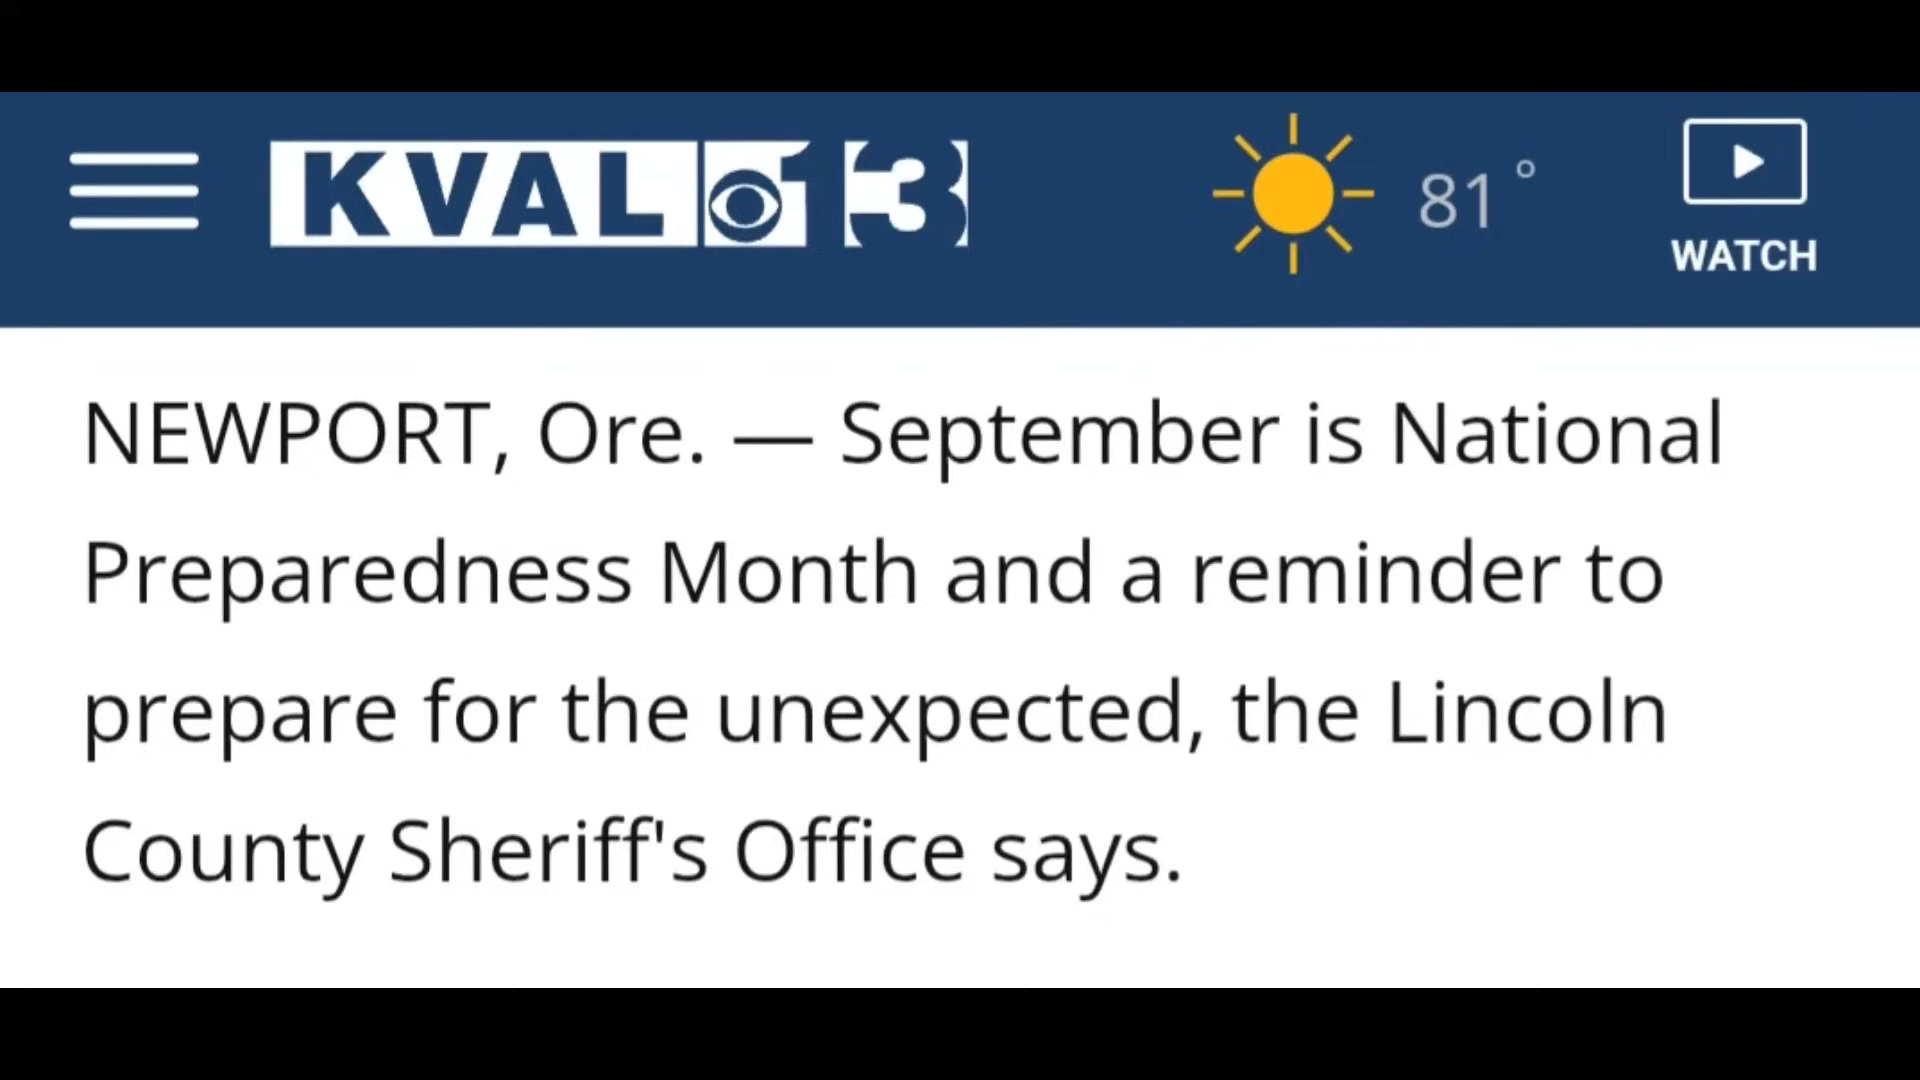 KVAL 13
81°
WATCH
NEWPORT, Ore. — September is National
Preparedness Month and a reminder to
prepare for the unexpected, the Lincoln
County Sheriff's Office says.